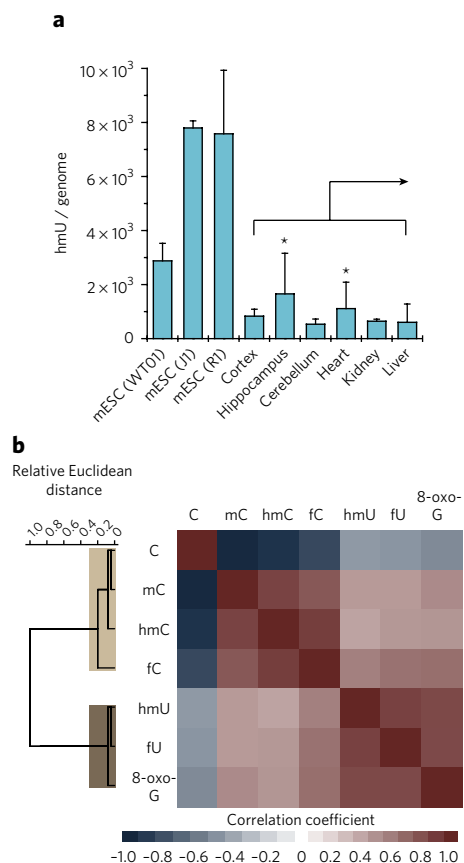 a
10 × 10³
8 × 10³
6 × 10³
4 × 10³
2 × 10³
0
hmU / genome
*
*
mESC (WT01)
mESC (J1)
mESC (R1)
Cortex
Hippocampus
Cerebellum
Heart
Kidney
Liver
b
Relative Euclidean
distance
1.0 0.8 0.6 0.4 0.2 0
C mC hmC fC hmU fU 8-oxo-
G
C
mC
hmC
fC
hmU
fU
8-oxo-
G
Correlation coefficient
–1.0 –0.8 –0.6 –0.4 –0.2 0 0.2 0.4 0.6 0.8 1.0